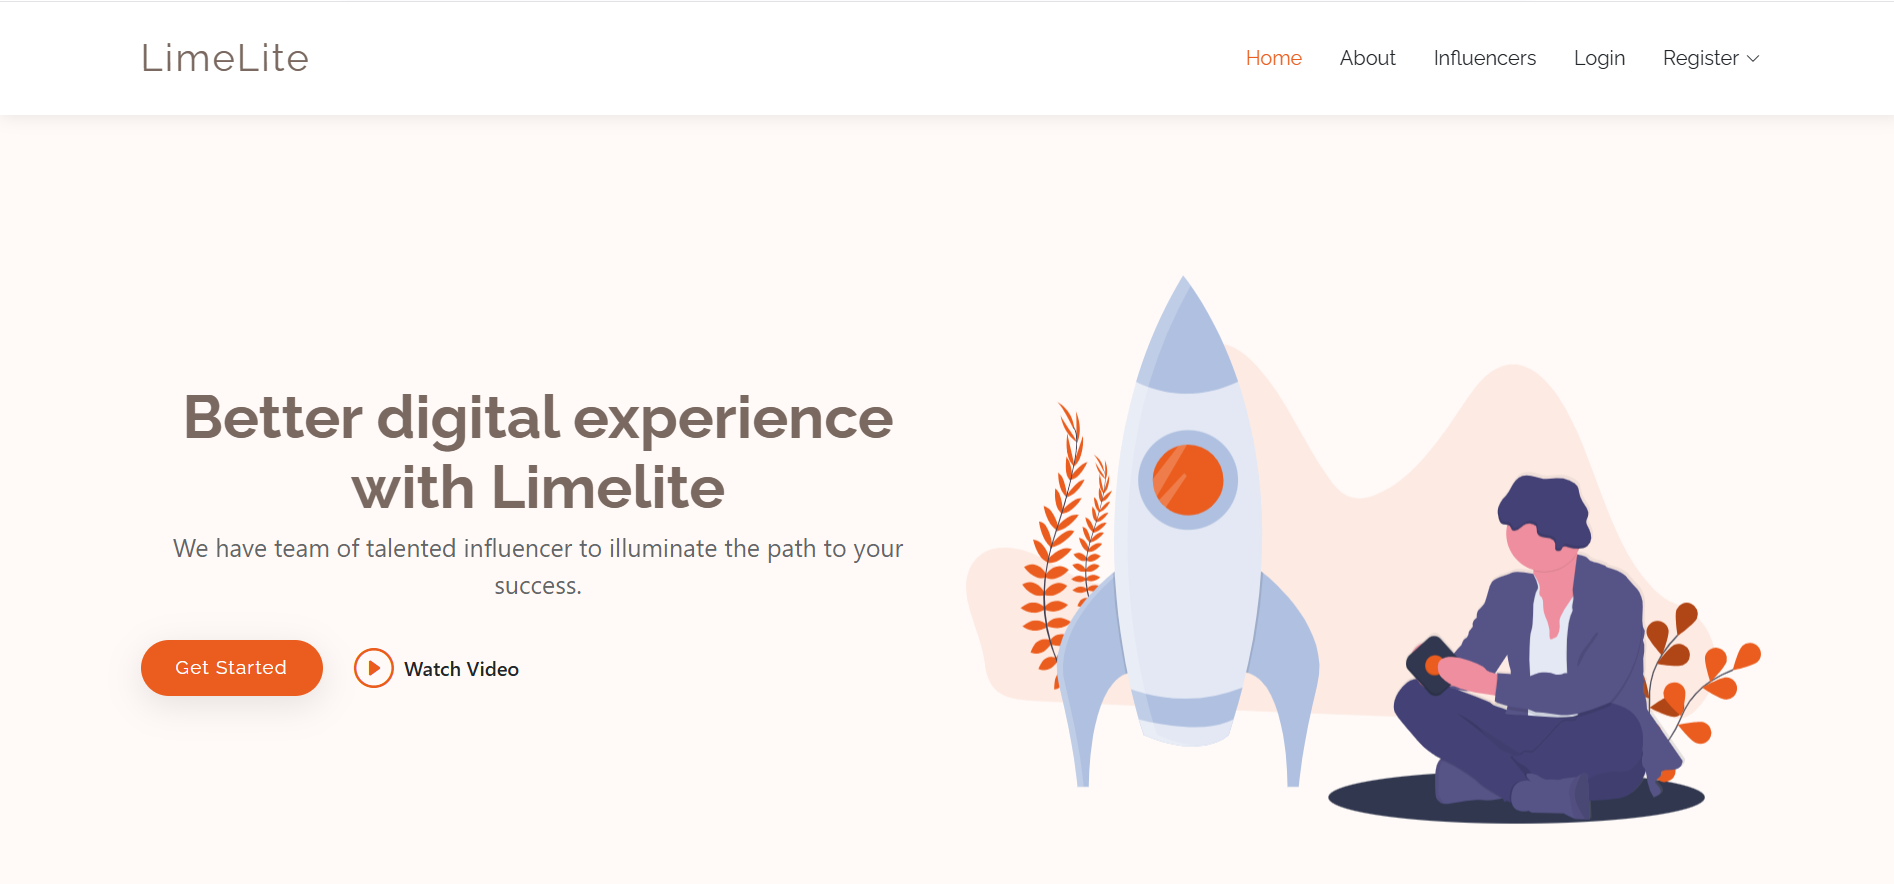 LimeLite
Home
About
Influencers
Login
Register
Better digital experience
with Limelite
We have team of talented influencer to illuminate the path to your
success.
Get Started
Watch Video